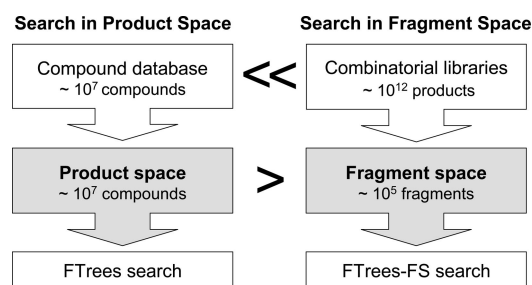 Search in Product Space
Search in Fragment Space
Compound database
~ 10⁷ compounds
<<
Combinatorial libraries
~ 10¹² products
Product space
~ 10⁷ compounds
>
Fragment space
~ 10⁵ fragments
FTrees search
FTrees-FS search